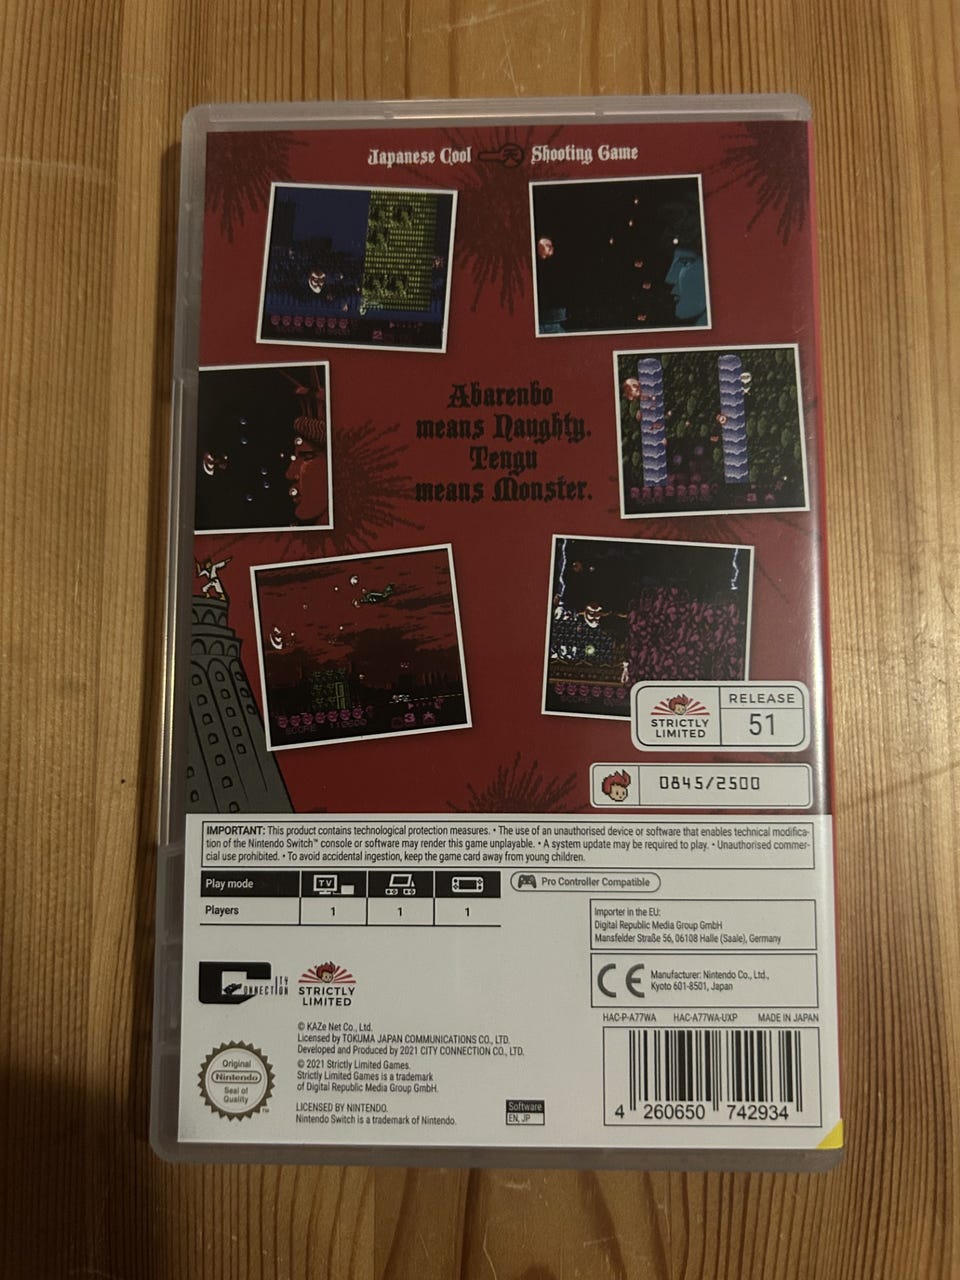 Japanese Cool Shooting Game
Abarenbo
means Naughty.
Tengu
means Monster.
STRICTLY
LIMITED
RELEASE
51
0845/2500
IMPORTANT: This product contains technological protection measures. • The use of an unauthorised device or software that enables technical modifica-
tion of the Nintendo Switch™ console or software may render this game unplayable. • A system update may be required to play. • Unauthorised commer-
cial use prohibited. • To avoid accidental ingestion, keep the game card away from young children.
Play mode TV
Players 1 1 1
Pro Controller Compatible
Importer in the EU:
Digital Republic Media Group GmbH
Mansfelder Straße 56, 06108 Halle (Saale), Germany
CE Manufacturer: Nintendo Co., Ltd.,
Kyoto 601-8501, Japan
CITY CONNECTION
STRICTLY
LIMITED
HAC-P-A77WA HAC-A77WA-UXP MADE IN JAPAN
© KAZe Net Co., Ltd.
Licensed by TOKUMA JAPAN COMMUNICATIONS CO., LTD.
Developed and Produced by 2021 CITY CONNECTION CO., LTD.
© 2021 Strictly Limited Games.
Strictly Limited Games is a trademark
of Digital Republic Media Group GmbH.
LICENSED BY NINTENDO.
Nintendo Switch is a trademark of Nintendo.
Original
Nintendo
Seal of
Quality
TM
Software
EN, JP
4 260650 742934